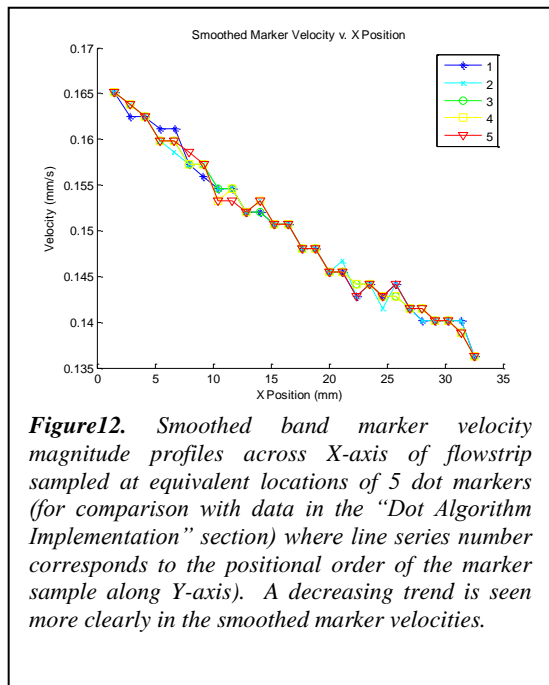 Smoothed Marker Velocity v. X Position
0.17
0.165
0.16
0.155
0.15
0.145
0.14
0.135
Velocity (mm/s)
1
2
3
4
5
0 5 10 15 20 25 30 35
X Position (mm)
Figure12. Smoothed band marker velocity
magnitude profiles across X-axis of flowstrip
sampled at equivalent locations of 5 dot markers
(for comparison with data in the “Dot Algorithm
Implementation” section) where line series number
corresponds to the positional order of the marker
sample along Y-axis). A decreasing trend is seen
more clearly in the smoothed marker velocities.